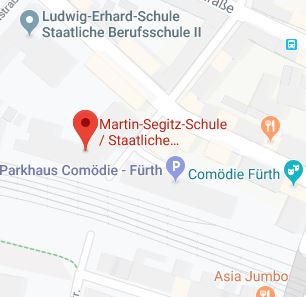 Ludwig-Erhard-Schule
Staatliche Berufsschule II
Martin-Segitz-Schule
/ Staatliche...
Parkhaus Comödie - Fürth
P
Comödie Fürth
Asia Jumbo